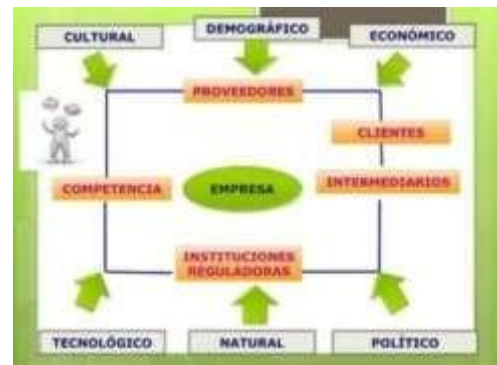 CULTURAL
DEMOGRÁFICO
ECONÓMICO
PROVEEDORES
CLIENTES
COMPETENCIA
EMPRESA
INTERMEDIARIOS
INSTITUCIONES
REGULADORAS
TECNOLÓGICO
NATURAL
POLÍTICO